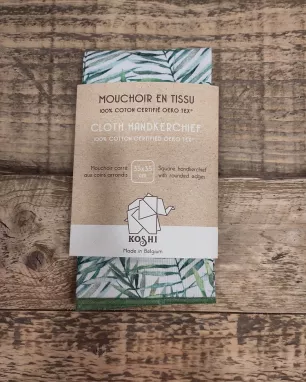 MOUCHOIR EN TISSU
100% COTON CERTIFIÉ OEKO TEX®
CLOTH HANDKERCHIEF
100% COTTON CERTIFIED OEKO TEX®
Mouchoir carré
aux coins arrondis
Square handkerchief
with rounded edges
KOSHI
Made in Belgium